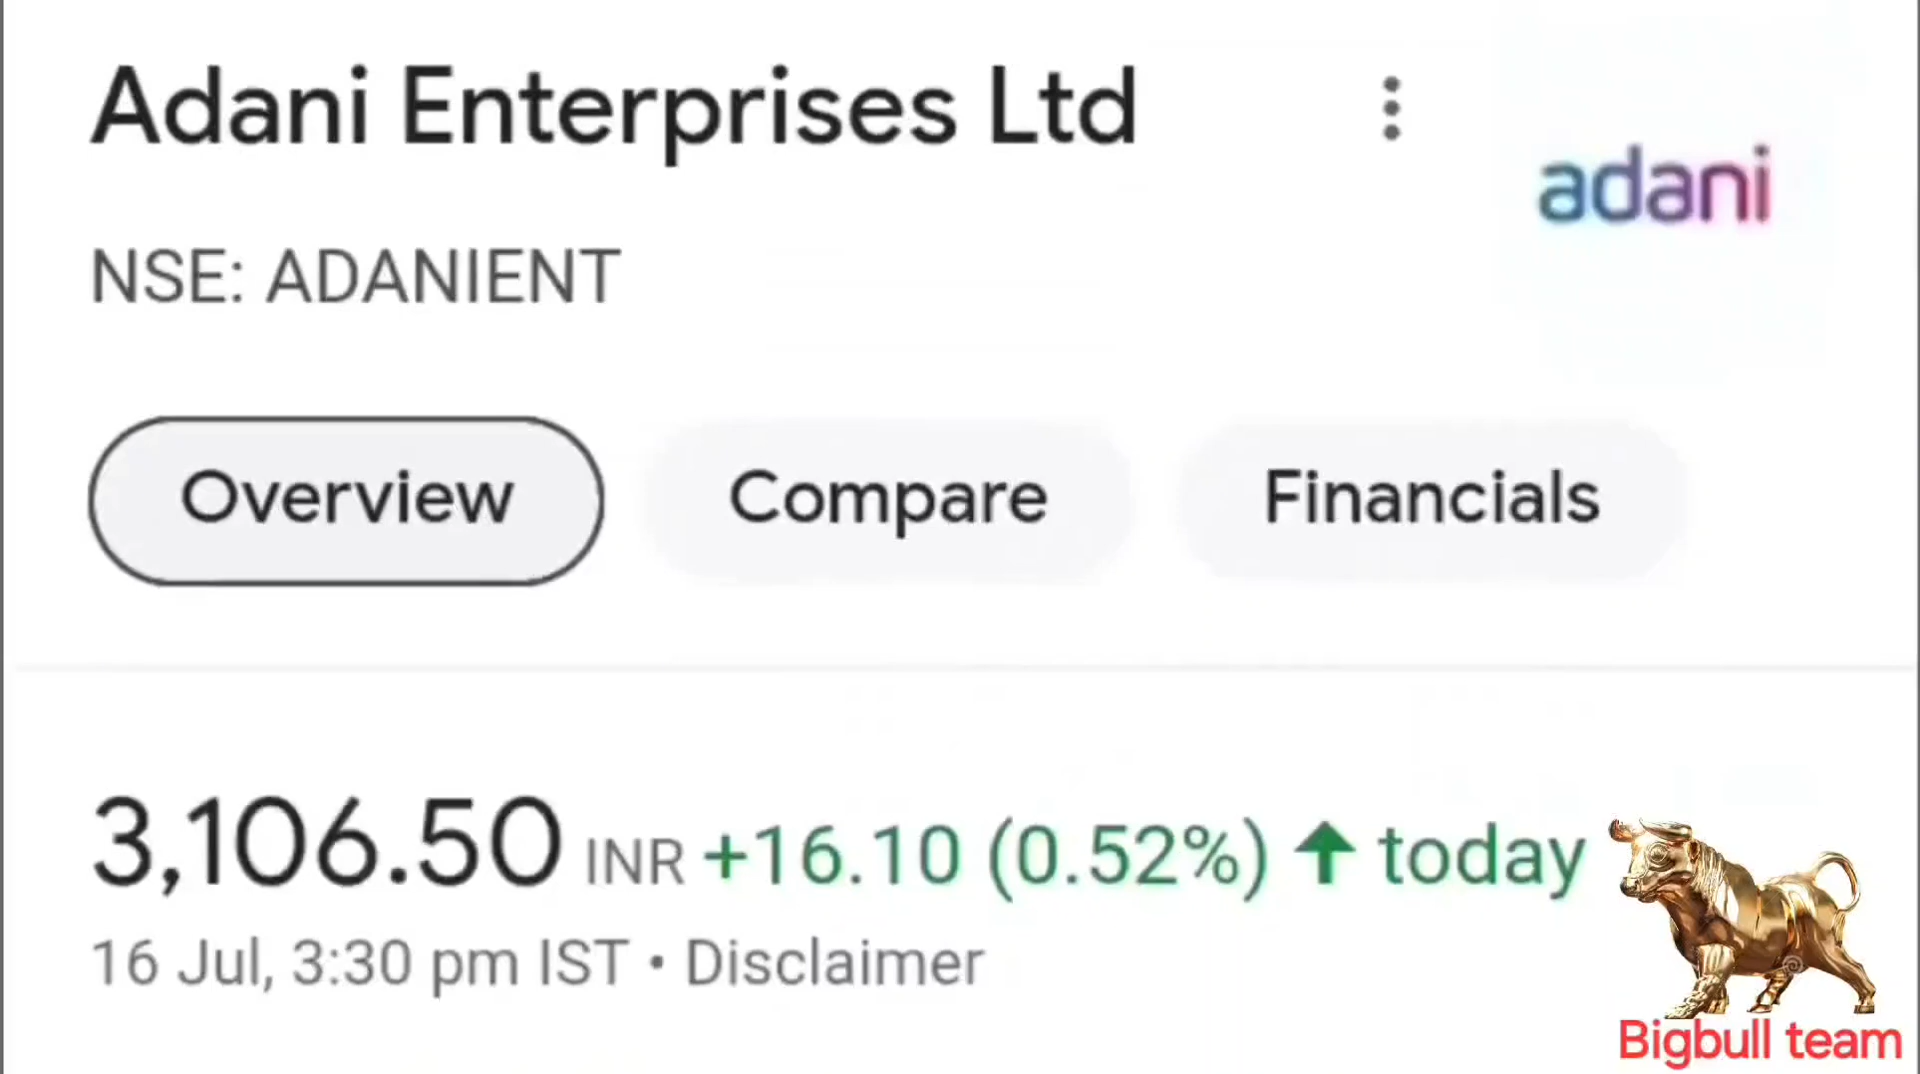 Adani Enterprises Ltd
adani
NSE: ADANIENT
Overview Compare Financials
3,106.50 INR +16.10 (0.52%) ↑ today
16 Jul, 3:30 pm IST • Disclaimer
Bigbull team